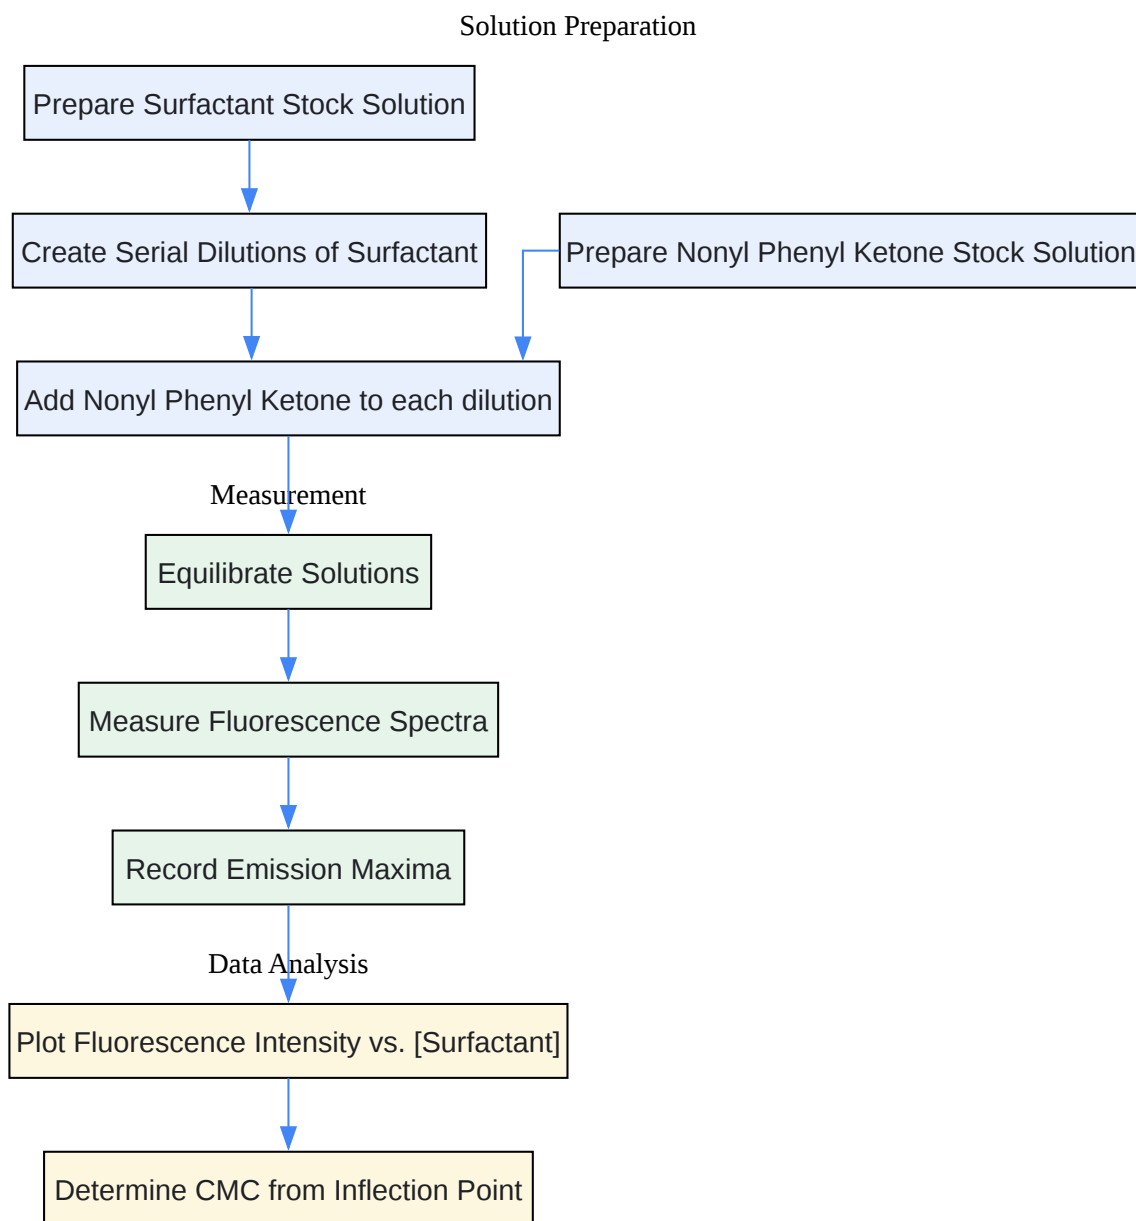 Solution Preparation
Prepare Surfactant Stock Solution
Create Serial Dilutions of Surfactant
Prepare Nonyl Phenyl Ketone Stock Solution
Add Nonyl Phenyl Ketone to each dilution
Measurement
Equilibrate Solutions
Measure Fluorescence Spectra
Record Emission Maxima
Data Analysis
Plot Fluorescence Intensity vs. [Surfactant]
Determine CMC from Inflection Point